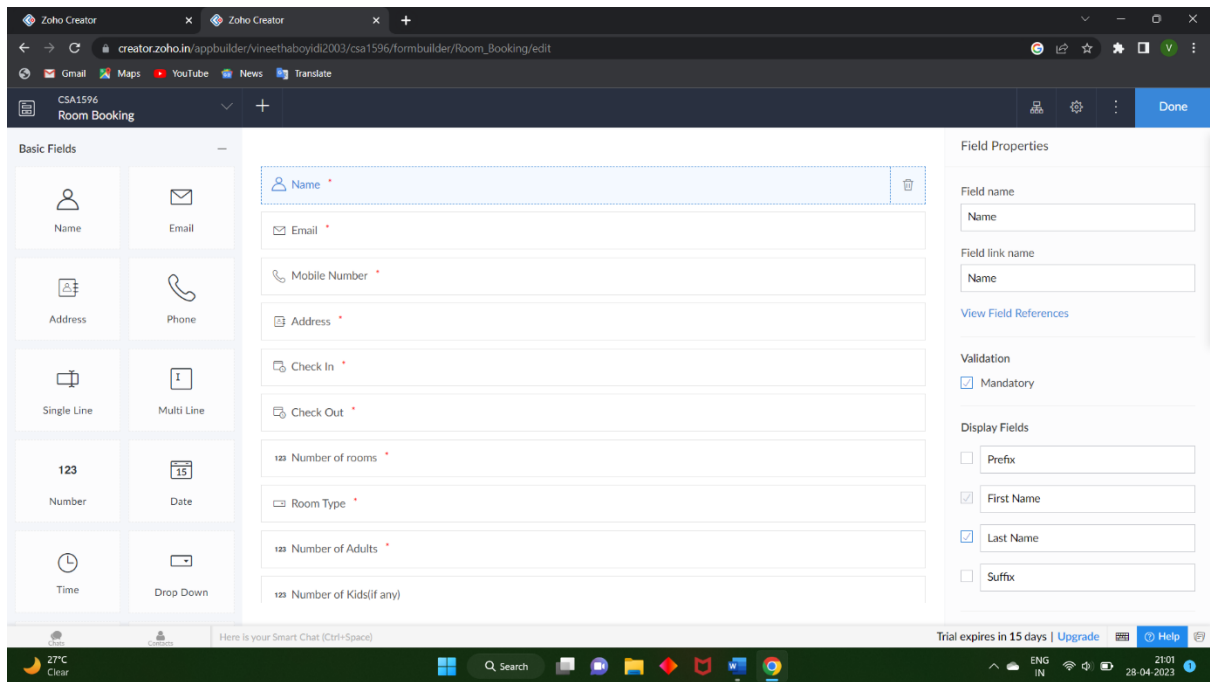 Zoho Creator
Zoho Creator
creator.zoho.in/appbuilder/vineethaboyidi2003/csa1596/formbuilder/Room_Booking/edit
G
V
Gmail Maps YouTube News Translate
CSA1596
Room Booking
Done
Basic Fields
Name
Email
Address
Phone
Single Line
Multi Line
123
Number
15
Date
Time
Drop Down
Name *
Email *
Mobile Number *
Address *
Check In *
Check Out *
123 Number of rooms *
Room Type *
123 Number of Adults *
123 Number of Kids(if any)
Field Properties
Field name
Name
Field link name
Name
View Field References
Validation
Mandatory
Display Fields
Prefix
First Name
Last Name
Suffix
Chats
Contacts
Here is your Smart Chat (Ctrl+Space)
Trial expires in 15 days | Upgrade
Help
27°C
Clear
Search
ENG
IN
21:01
28-04-2023
1